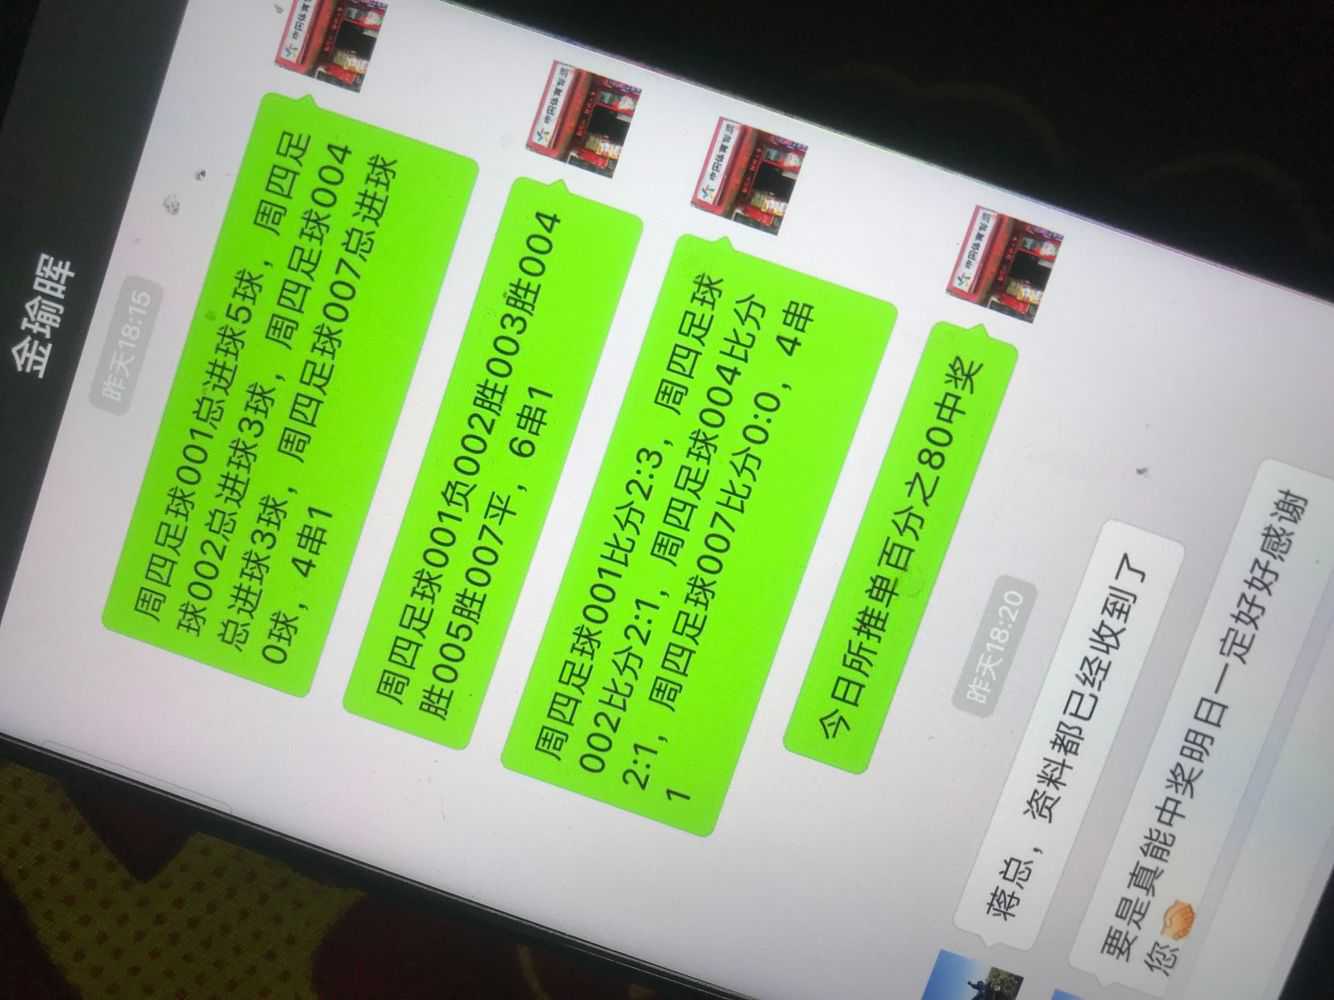 金瑜晖
昨天18:15
周四足球001总进球5球，周四足
球002总进球3球，周四足球004
总进球3球，周四足球007总进球
0球，4串1
周四足球001负002胜003胜004
胜005胜007平，6串1
周四足球001比分2:3，周四足球
002比分2:1，周四足球004比分
2:1，周四足球007比分0:0，4串
1
今日所推单百分之80中奖
昨天18:20
蒋总，资料都已经收到了
要是真能中奖明日一定好好感谢
您